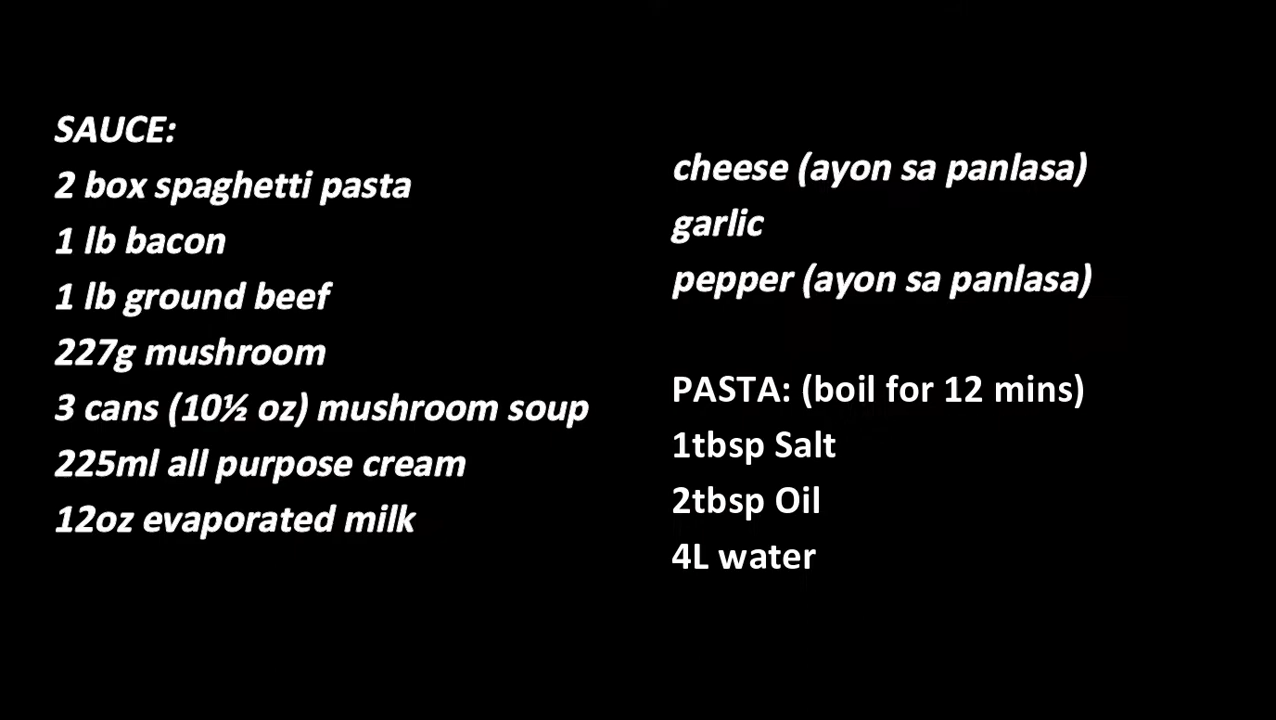 SAUCE:
2 box spaghetti pasta
1 lb bacon
1 lb ground beef
227g mushroom
3 cans (10½ oz) mushroom soup
225ml all purpose cream
12oz evaporated milk
cheese (ayon sa panlasa)
garlic
pepper (ayon sa panlasa)
PASTA: (boil for 12 mins)
1tbsp Salt
2tbsp Oil
4L water